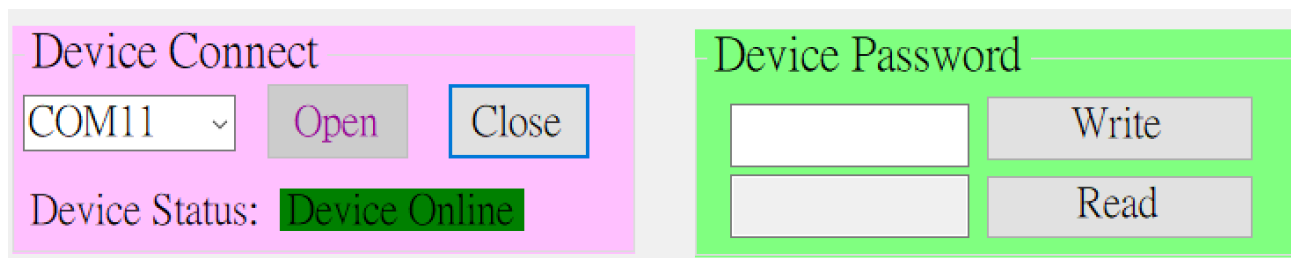 Device Connect
COM11 Open Close
Device Status: Device Online
Device Password
Write
Read